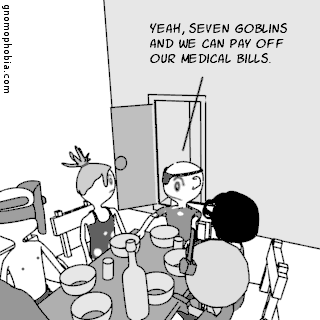 gnomophobia.com
YEAH, SEVEN GOBLINS
AND WE CAN PAY OFF
OUR MEDICAL BILLS.